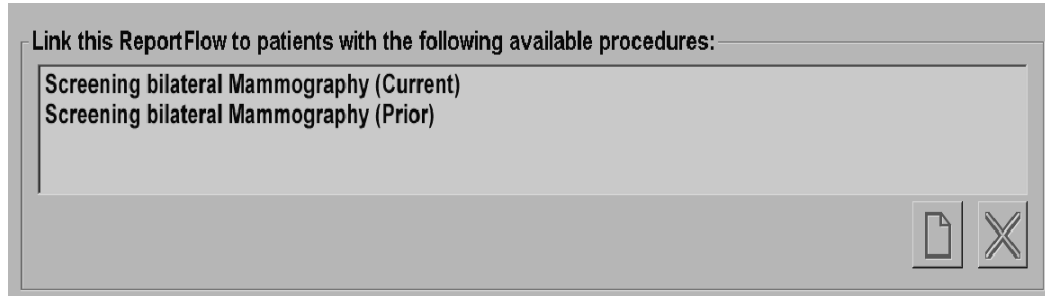 Link this ReportFlow to patients with the following available procedures:
Screening bilateral Mammography (Current)
Screening bilateral Mammography (Prior)